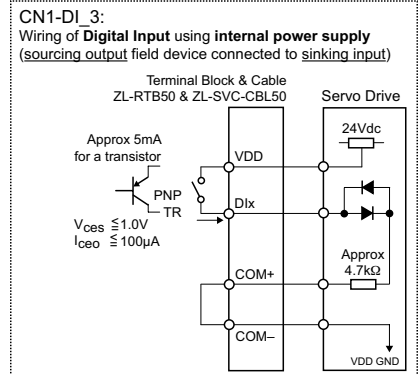 CN1-DI_3:
Wiring of Digital Input using internal power supply
(sourcing output field device connected to sinking input)
Terminal Block & Cable
ZL-RTB50 & ZL-SVC-CBL50
Servo Drive
24Vdc
Approx 5mA
for a transistor
VDD
PNP
TR
DIx
Vces ≦1.0V
Iceo ≦100µA
Approx
4.7kΩ
COM+
COM–
VDD GND